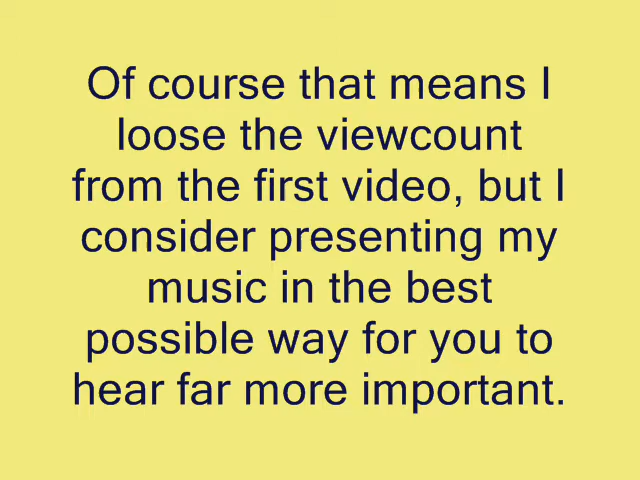 Of course that means I
loose the viewcount
from the first video, but I
consider presenting my
music in the best
possible way for you to
hear far more important.